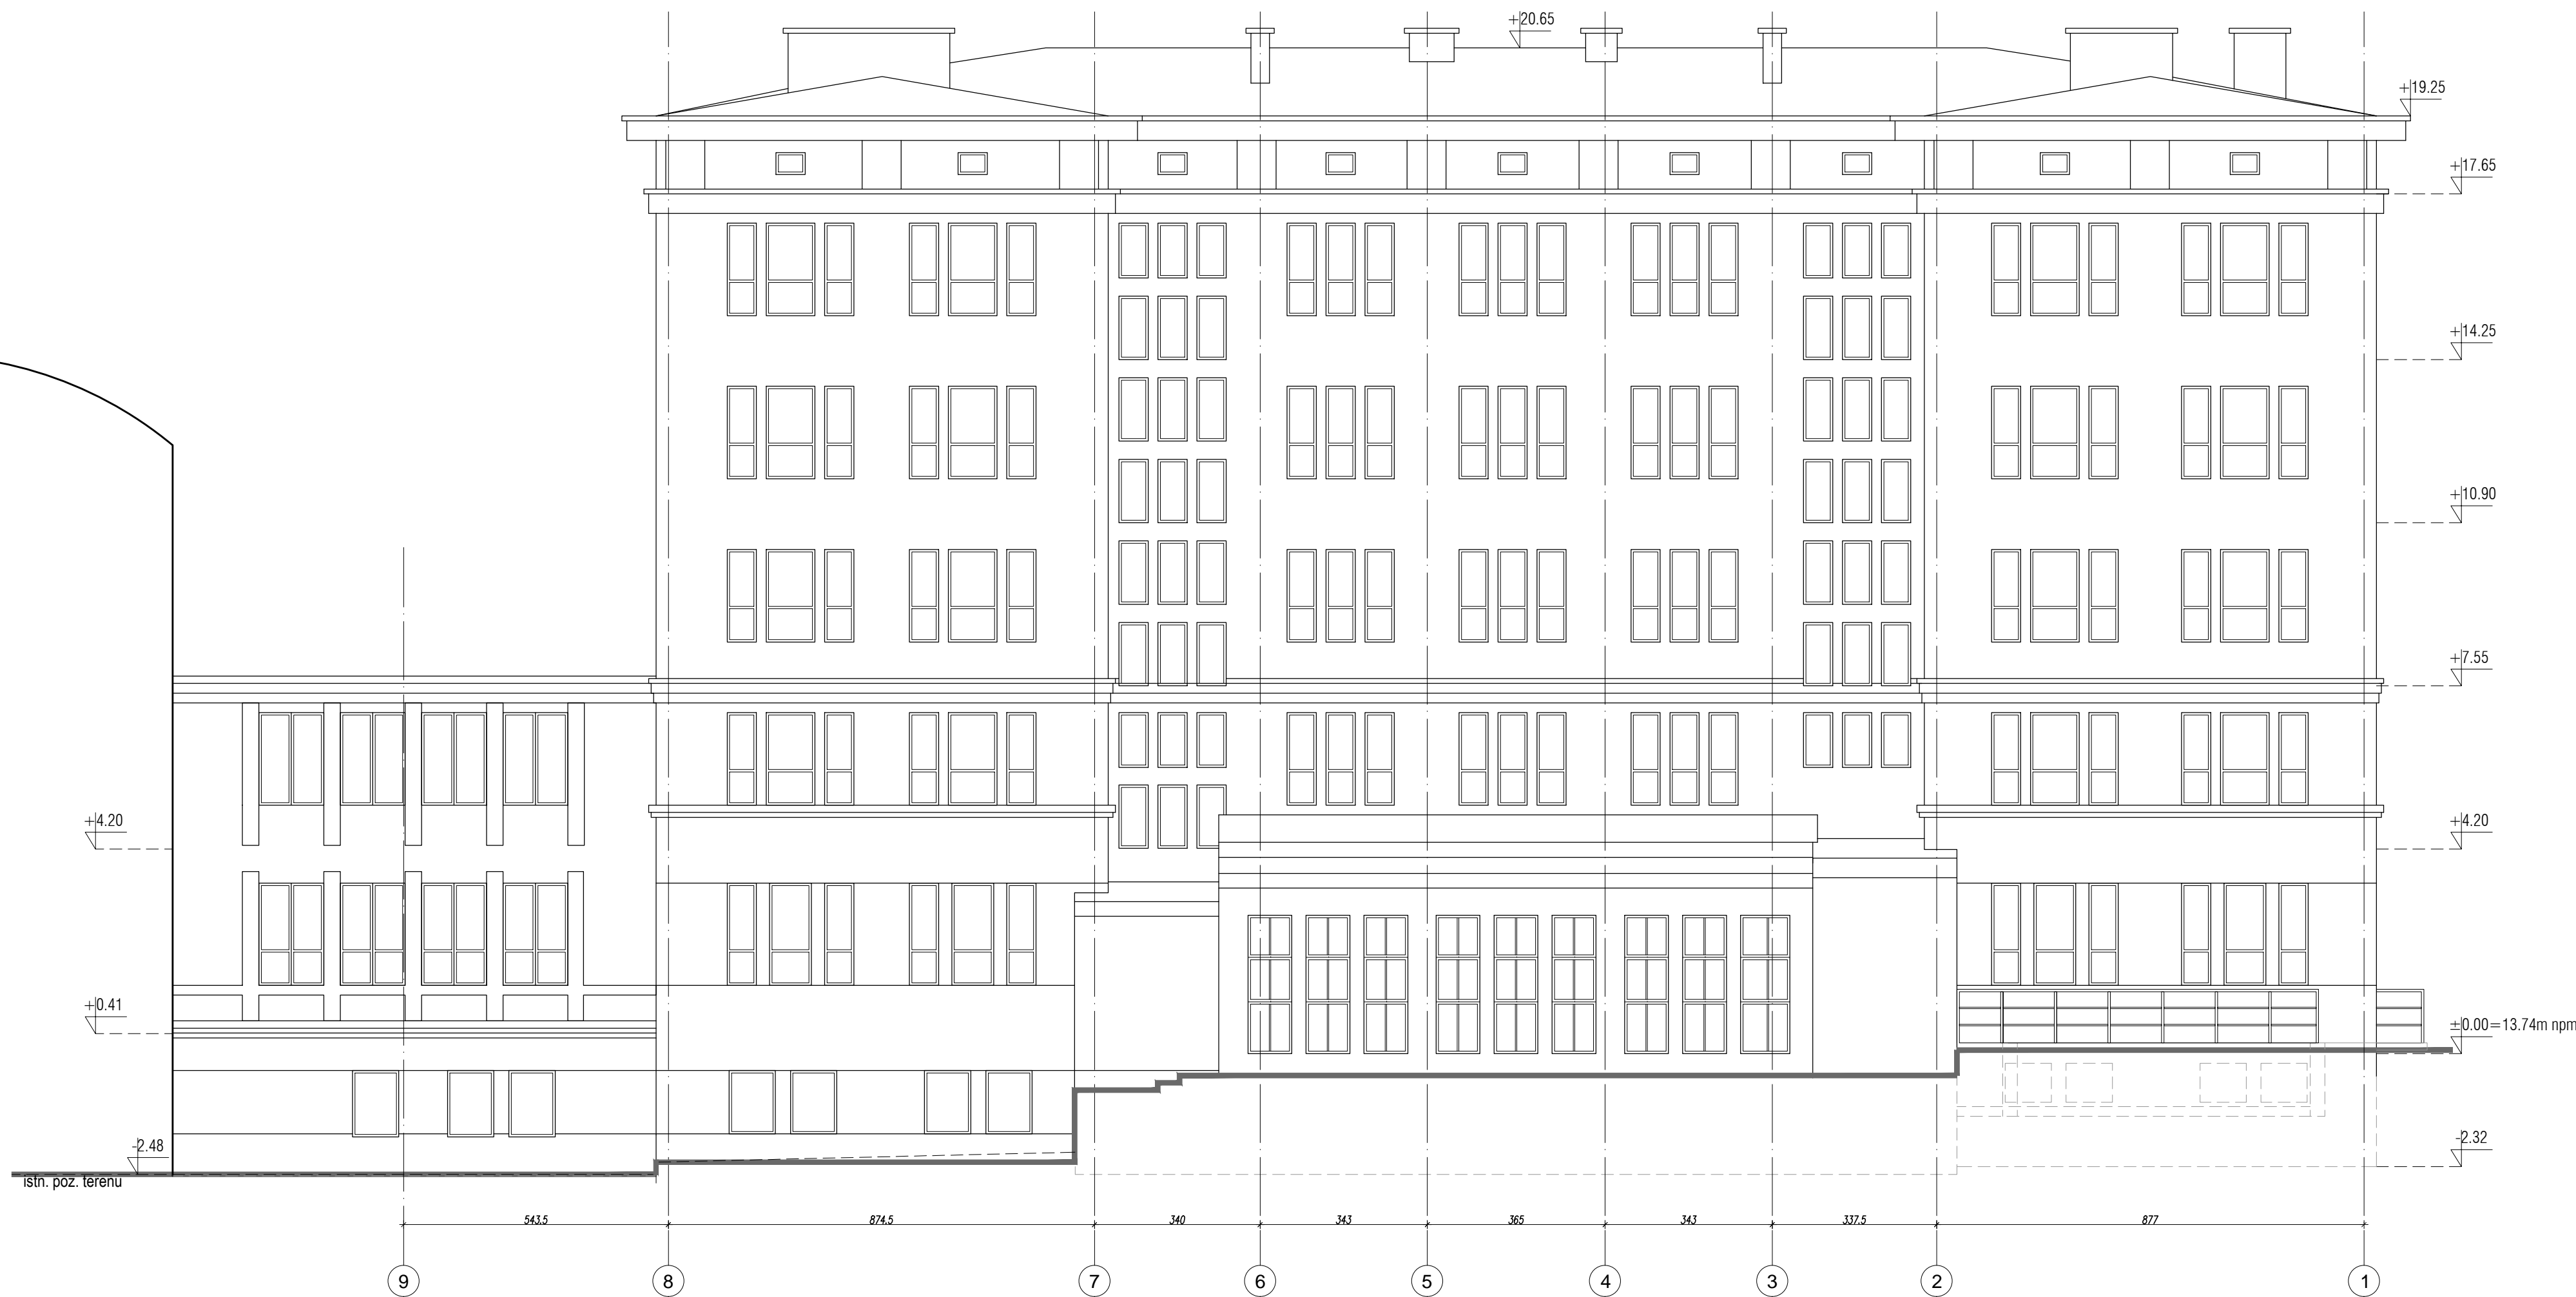 +20.65
+19.25
+17.65
+14.25
+10.90
+7.55
+4.20
+4.20
+0.41
±0.00=13.74m npm
-2.48
-2.32
istn. poz. terenu
543.5 874.5 340 343 365 343 337.5 877
9 8 7 6 5 4 3 2 1